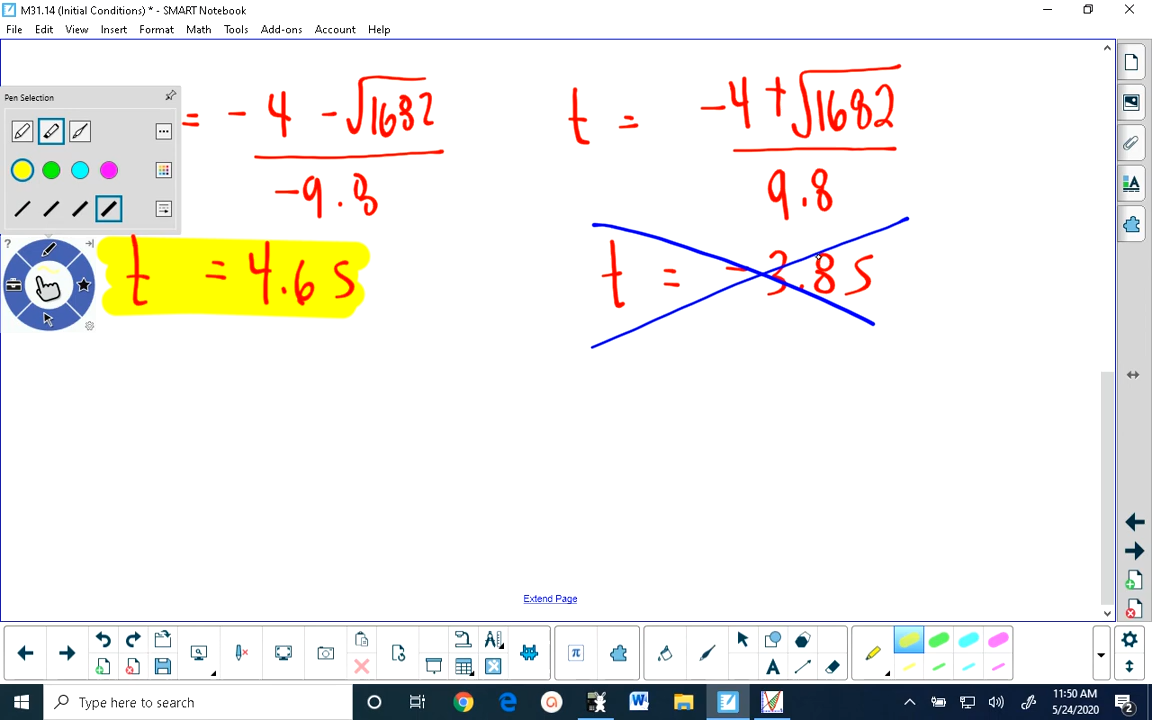 M31.14 (Initial Conditions) * - SMART Notebook
File Edit View Insert Format Math Tools Add-ons Account Help
Pen Selection
= -4 - √1682 / -9.8
t = -4 + √1682 / 9.8
t = 4.6 s
t = -3.8 s
?
Extend Page
π
A
A
Type here to search
11:50 AM
5/24/2020
2